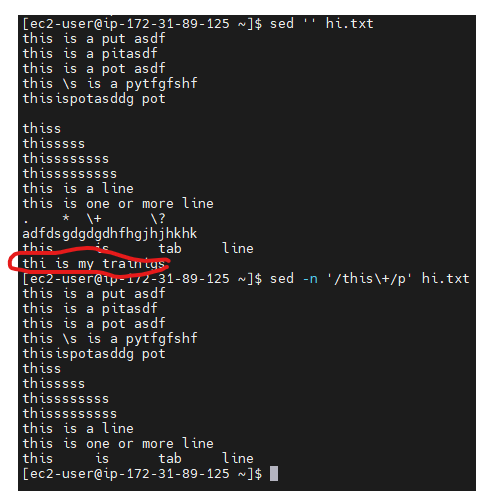 [ec2-user@ip-172-31-89-125 ~]$ sed '' hi.txt
this is a put asdf
this is a pitasdf
this is a pot asdf
this \s is a pytfgfshf
thisispotasddg pot
thiss
thisssss
thissssssss
thisssssssss
this is a line
this is one or more line
.    *  \+      \?
adfdsgdgdgdhfhgjhjhkhk
this     is      tab     line
thi is my trainigs
[ec2-user@ip-172-31-89-125 ~]$ sed -n '/this\+/p' hi.txt
this is a put asdf
this is a pitasdf
this is a pot asdf
this \s is a pytfgfshf
thisispotasddg pot
thiss
thisssss
thissssssss
thisssssssss
this is a line
this is one or more line
this     is      tab     line
[ec2-user@ip-172-31-89-125 ~]$